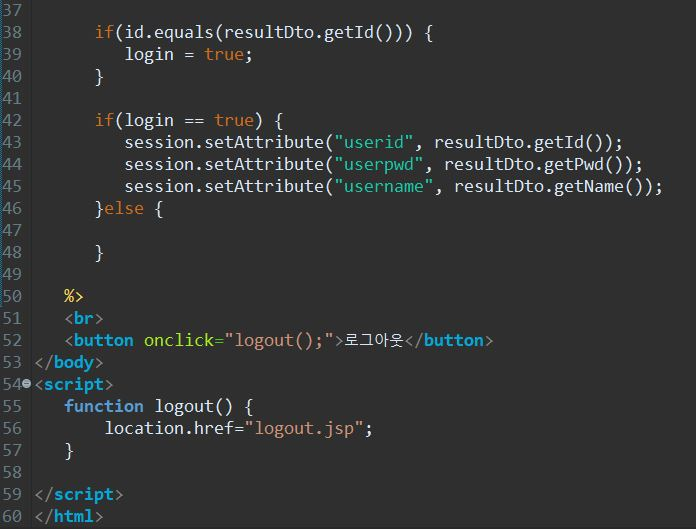 37
38 if(id.equals(resultDto.getId())) {
39 login = true;
40 }
41
42 if(login == true) {
43 session.setAttribute("userid", resultDto.getId());
44 session.setAttribute("userpwd", resultDto.getPwd());
45 session.setAttribute("username", resultDto.getName());
46 }else {
47
48 }
49
50 %>
51 <br>
52 <button onclick="logout();">로그아웃</button>
53 </body>
54 <script>
55 function logout() {
56 location.href="logout.jsp";
57 }
58
59 </script>
60 </html>